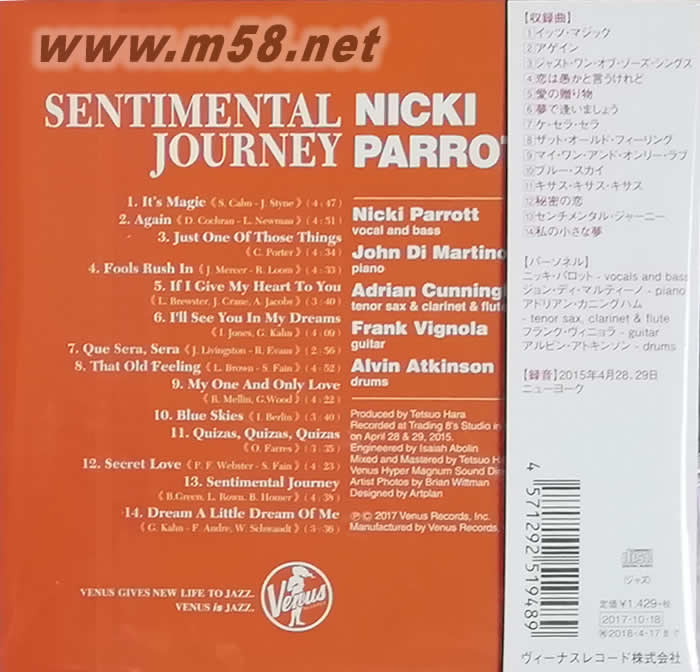 www.m58.net
SENTIMENTAL
JOURNEY
NICKI
PARROT
1. It's Magic《S. Cahn - J. Styne》(4:47)
2. Again《D. Cochran - L. Newman》(4:51)
3. Just One Of Those Things
《C. Porter》(4:34)
4. Fools Rush In《J. Mercer - R. Loom》(4:33)
5. If I Give My Heart To You
《L. Brewster, J. Crane, A. Jacobs》(3:40)
6. I'll See You In My Dreams
《I. Jones, G. Kahn》(4:09)
7. Que Sera, Sera《J. Livingston - R. Evans》(2:56)
8. That Old Feeling《L. Brown - S. Fain》(4:52)
9. My One And Only Love
《R. Mellin, G.Wood》(4:22)
10. Blue Skies《I. Berlin》(3:40)
11. Quizas, Quizas, Quizas
《O. Farres》(3:35)
12. Secret Love《P. F. Webster - S. Fain》(4:23)
13. Sentimental Journey
《B.Green, L. Rown, B. Homer》(4:38)
14. Dream A Little Dream Of Me
《G. Kahn - F. Andre, W. Schwandt》(3:36)
VENUS GIVES NEW LIFE TO JAZZ.
VENUS is JAZZ.
Venus
Nicki Parrott
vocal and bass
John Di Martino
piano
Adrian Cunningh
tenor sax & clarinet & flute
Frank Vignola
guitar
Alvin Atkinson
drums
Produced by Tetsuo Hara
Recorded at Trading 8's Studio in
on April 28 & 29, 2015.
Engineered by Isaiah Abolin
Mixed and Mastered by Tetsuo H
Venus Hyper Magnum Sound Dir
Artist Photos by Brian Wittman
Designed by Artplan
Ⓟ © 2017 Venus Records, Inc.
Manufactured by Venus Records,
【収録曲】
①イッツ・マジック
②アゲイン
③ジャスト・ワン・オブ・ゾーズ・シングス
④恋は愚かと言うけれど
⑤愛の贈り物
⑥夢で逢いましょう
⑦ケ・セラ・セラ
⑧ザット・オールド・フィーリング
⑨マイ・ワン・アンド・オンリー・ラブ
⑩ブルー・スカイ
⑪キサス・キサス・キサス
⑫秘密の恋
⑬センチメンタル・ジャーニー
⑭私の小さな夢
【パーソネル】
ニッキ・パロット - vocals and bass
ジョン・ディ・マルティーノ - piano
アドリアン・カニングハム
- tenor sax, clarinet & flute
フランク・ヴィニョラ - guitar
アルビン・アトキンソン - drums
【録音】2015年4月28、29日
ニューヨーク
4 571292 519489
COMPACT disc DIGITAL AUDIO
(ジャズ)
定価 ¥1,429+税
2017・10・18
再2018・4・17まで
ヴィーナスレコード株式会社